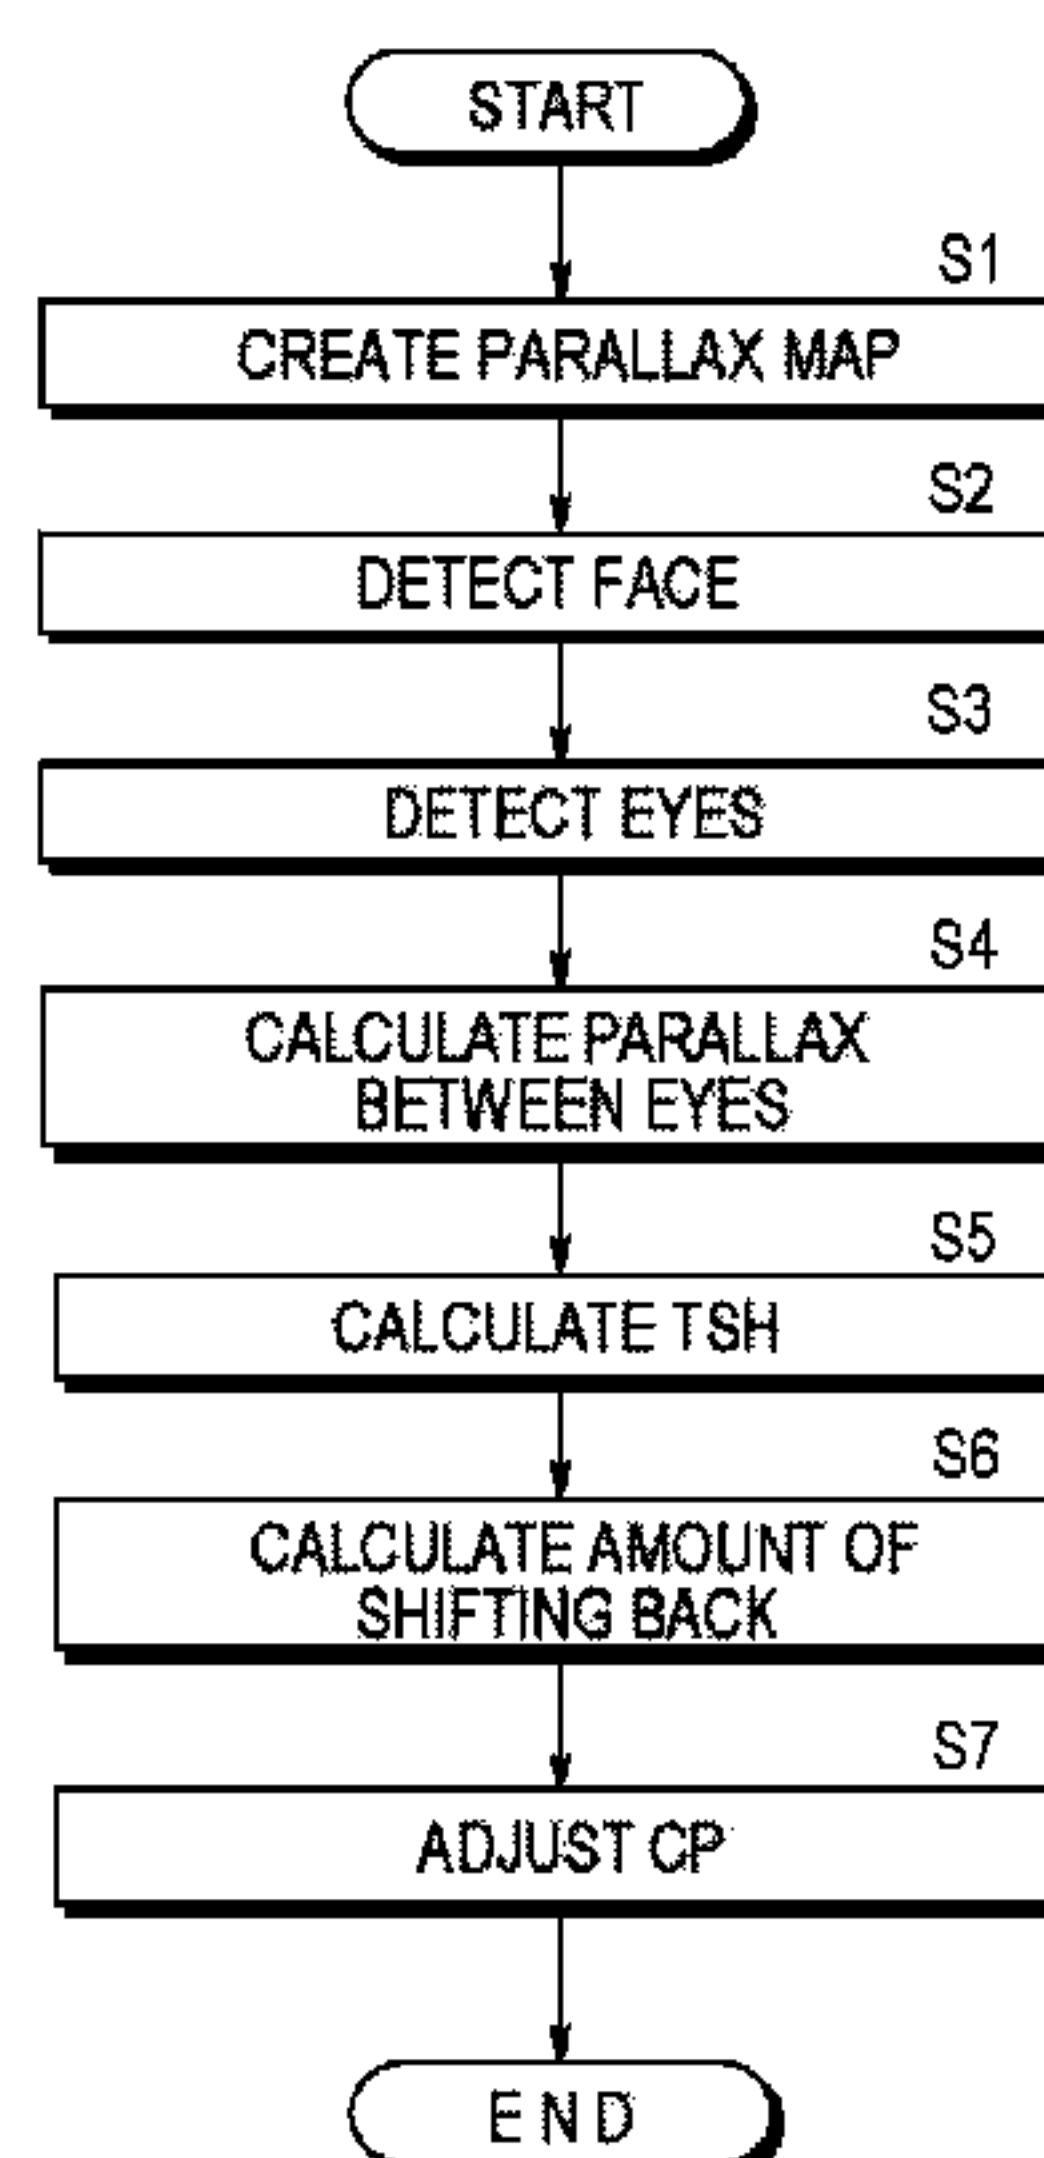 START
S1
CREATE PARALLAX MAP
S2
DETECT FACE
S3
DETECT EYES
S4
CALCULATE PARALLAX
BETWEEN EYES
S5
CALCULATE TSH
S6
CALCULATE AMOUNT OF
SHIFTING BACK
S7
ADJUST CP
END